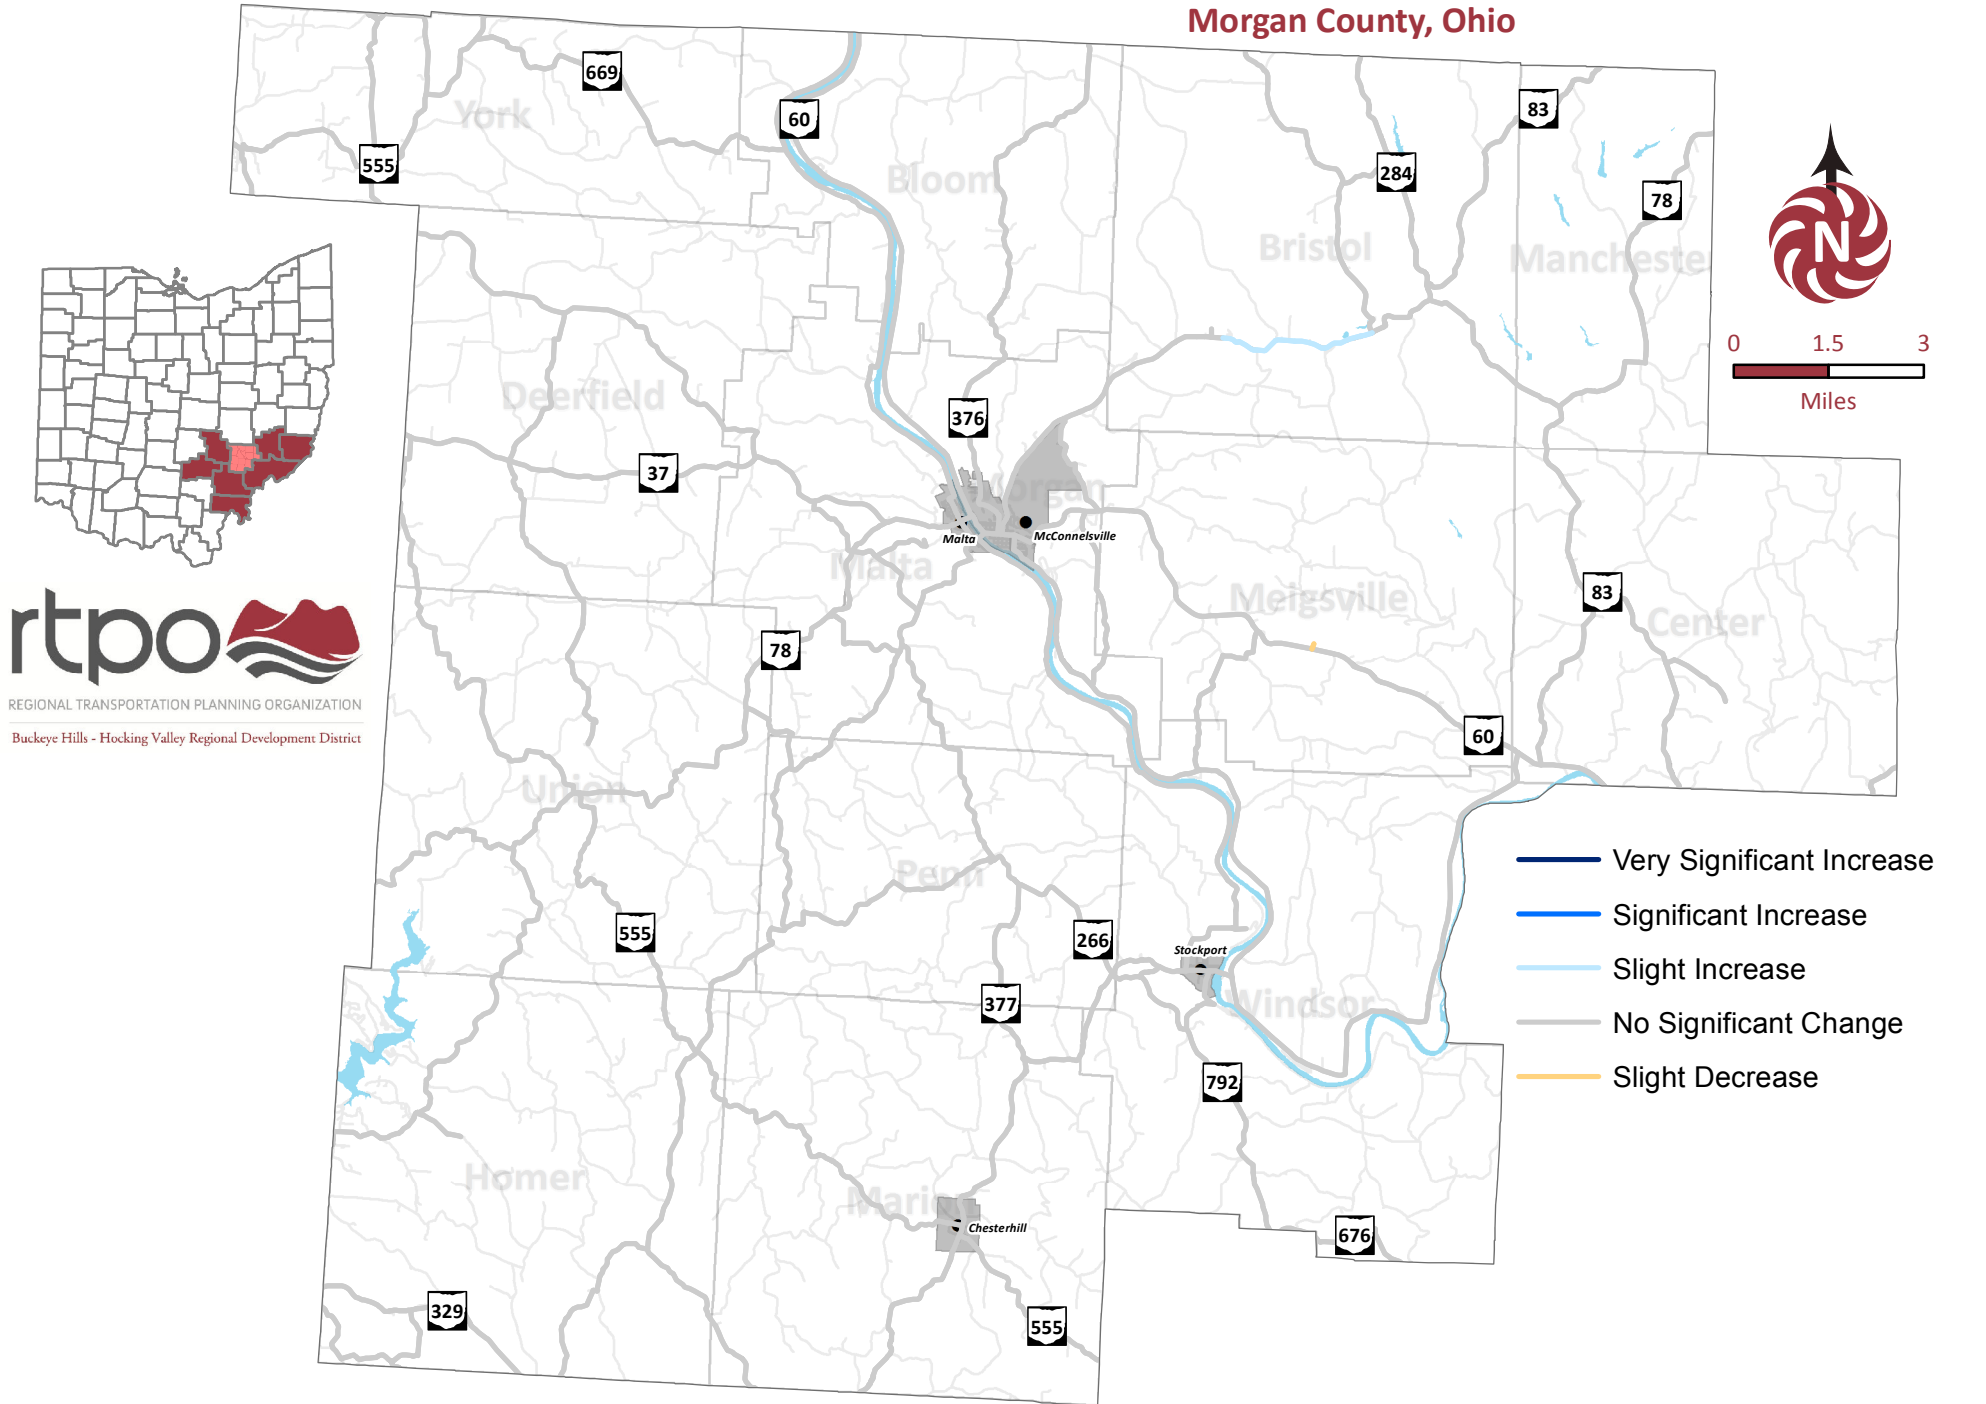 Morgan County, Ohio
669
60
83
York
555
Bloom
284
78
N
Bristol
Mancheste
0 1.5 3
Miles
Deerfield
376
37
Morgan
Malta
McConnelsville
Malta
Meigsville
83
Center
rtpo
REGIONAL TRANSPORTATION PLANNING ORGANIZATION
Buckeye Hills - Hocking Valley Regional Development District
78
60
Union
Penn
555
266
Stockport
377
Windsor
792
Very Significant Increase
Significant Increase
Slight Increase
No Significant Change
Slight Decrease
Homer
Marion
Chesterhill
676
329
555